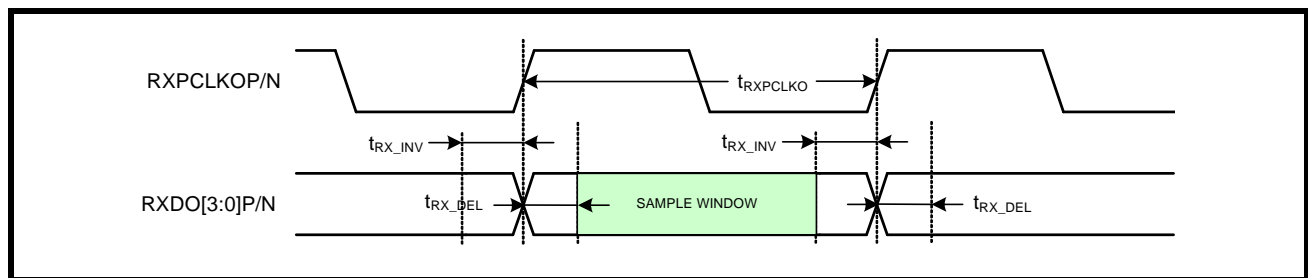 RXPCLKOP/N
tRXPCLKO
tRX_INV
tRX_INV
RXDO[3:0]P/N
tRX_DEL
SAMPLE WINDOW
tRX_DEL